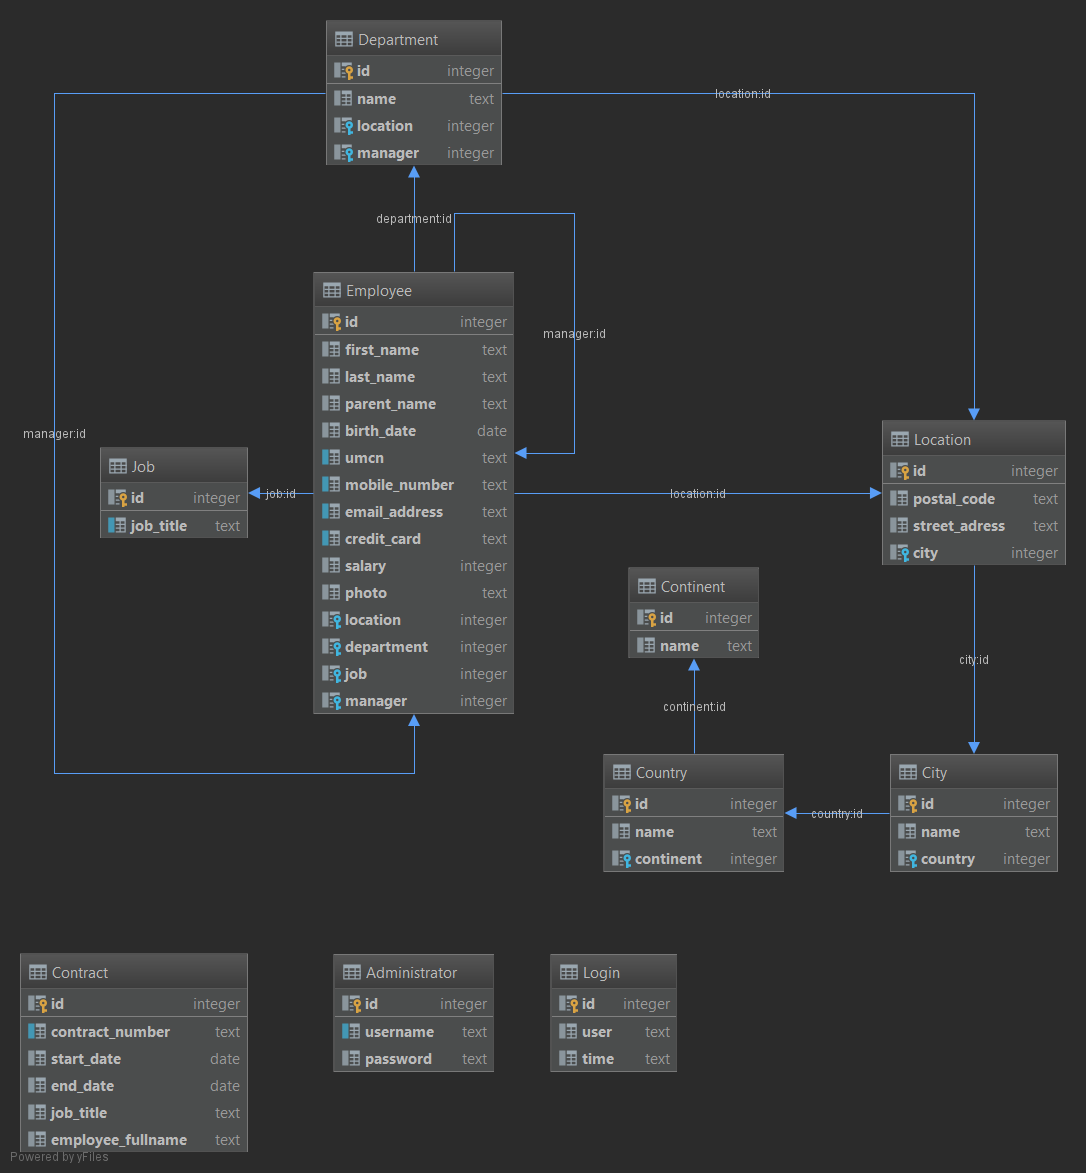 Department
id integer
name text
location integer
manager integer
location:id
department:id
manager:id
manager:id
Employee
id integer
first_name text
last_name text
parent_name text
birth_date date
umcn text
mobile_number text
email_address text
credit_card text
salary integer
photo text
location integer
department integer
job integer
manager integer
Job
id integer
job_title text
job:id
location:id
Location
id integer
postal_code text
street_adress text
city integer
Continent
id integer
name text
continent:id
city:id
Country
id integer
name text
continent integer
country:id
City
id integer
name text
country integer
Contract
id integer
contract_number text
start_date date
end_date date
job_title text
employee_fullname text
Administrator
id integer
username text
password text
Login
id integer
user text
time text
Powered by yFiles